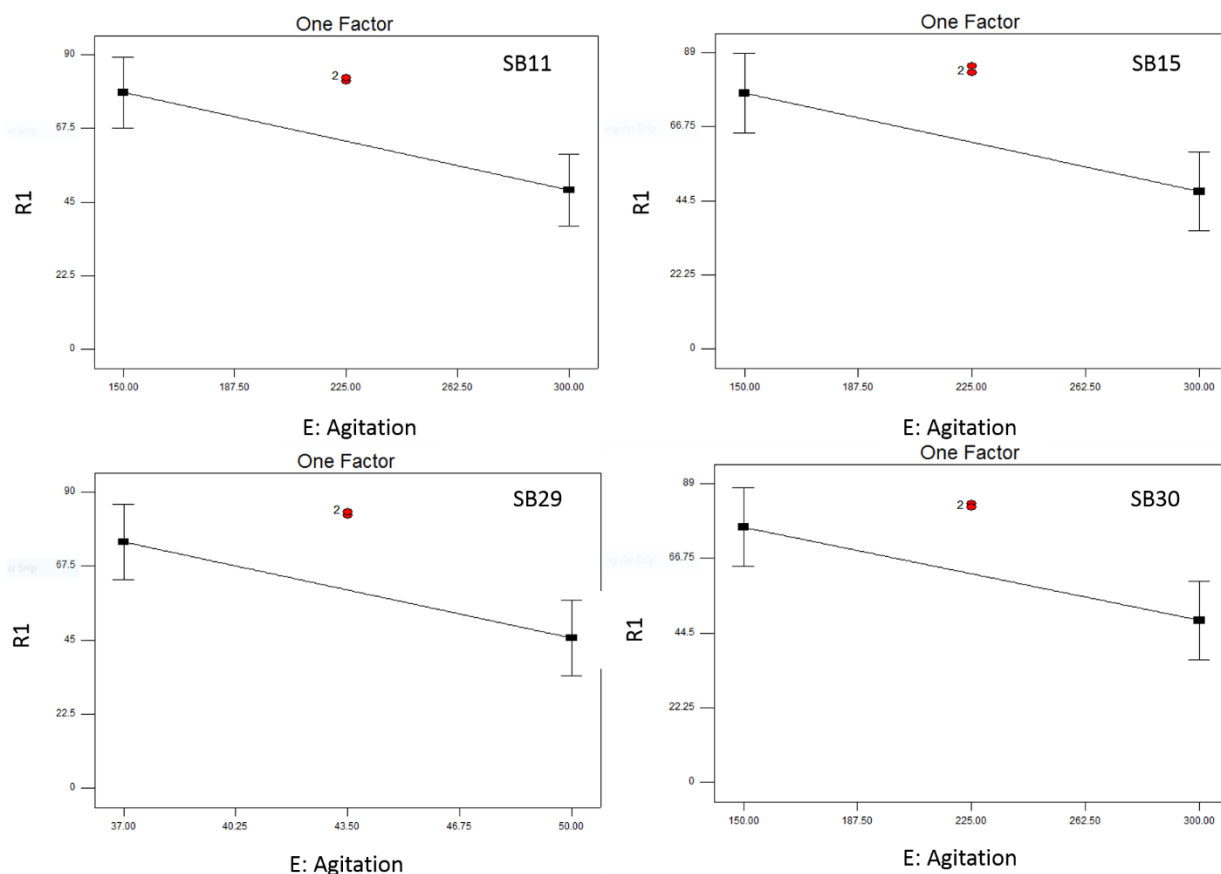 One Factor
SB11
90
67.5
45
22.5
0
R1
2
150.00 187.50 225.00 262.50 300.00
E: Agitation
One Factor
SB15
89
66.75
44.5
22.25
0
R1
2
150.00 187.50 225.00 262.50 300.00
E: Agitation
One Factor
SB29
90
67.5
45
22.5
0
R1
2
37.00 40.25 43.50 46.75 50.00
E: Agitation
One Factor
SB30
89
66.75
44.5
22.25
0
R1
2
150.00 187.50 225.00 262.50 300.00
E: Agitation